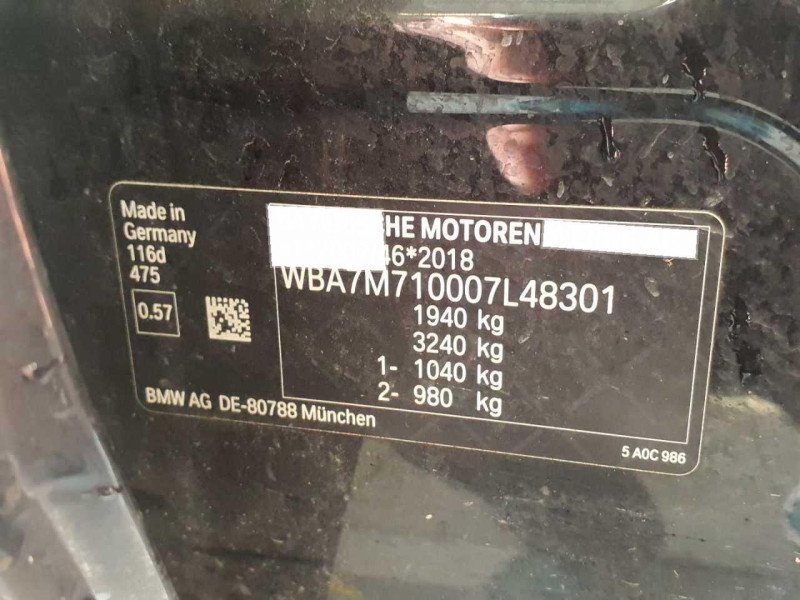 Made in
Germany
116d
475
0.57
CHE MOTOREN
46*2018
WBA7M710007L48301
1940 kg
3240 kg
1- 1040 kg
2- 980 kg
BMW AG DE-80788 München
5 A0C 986